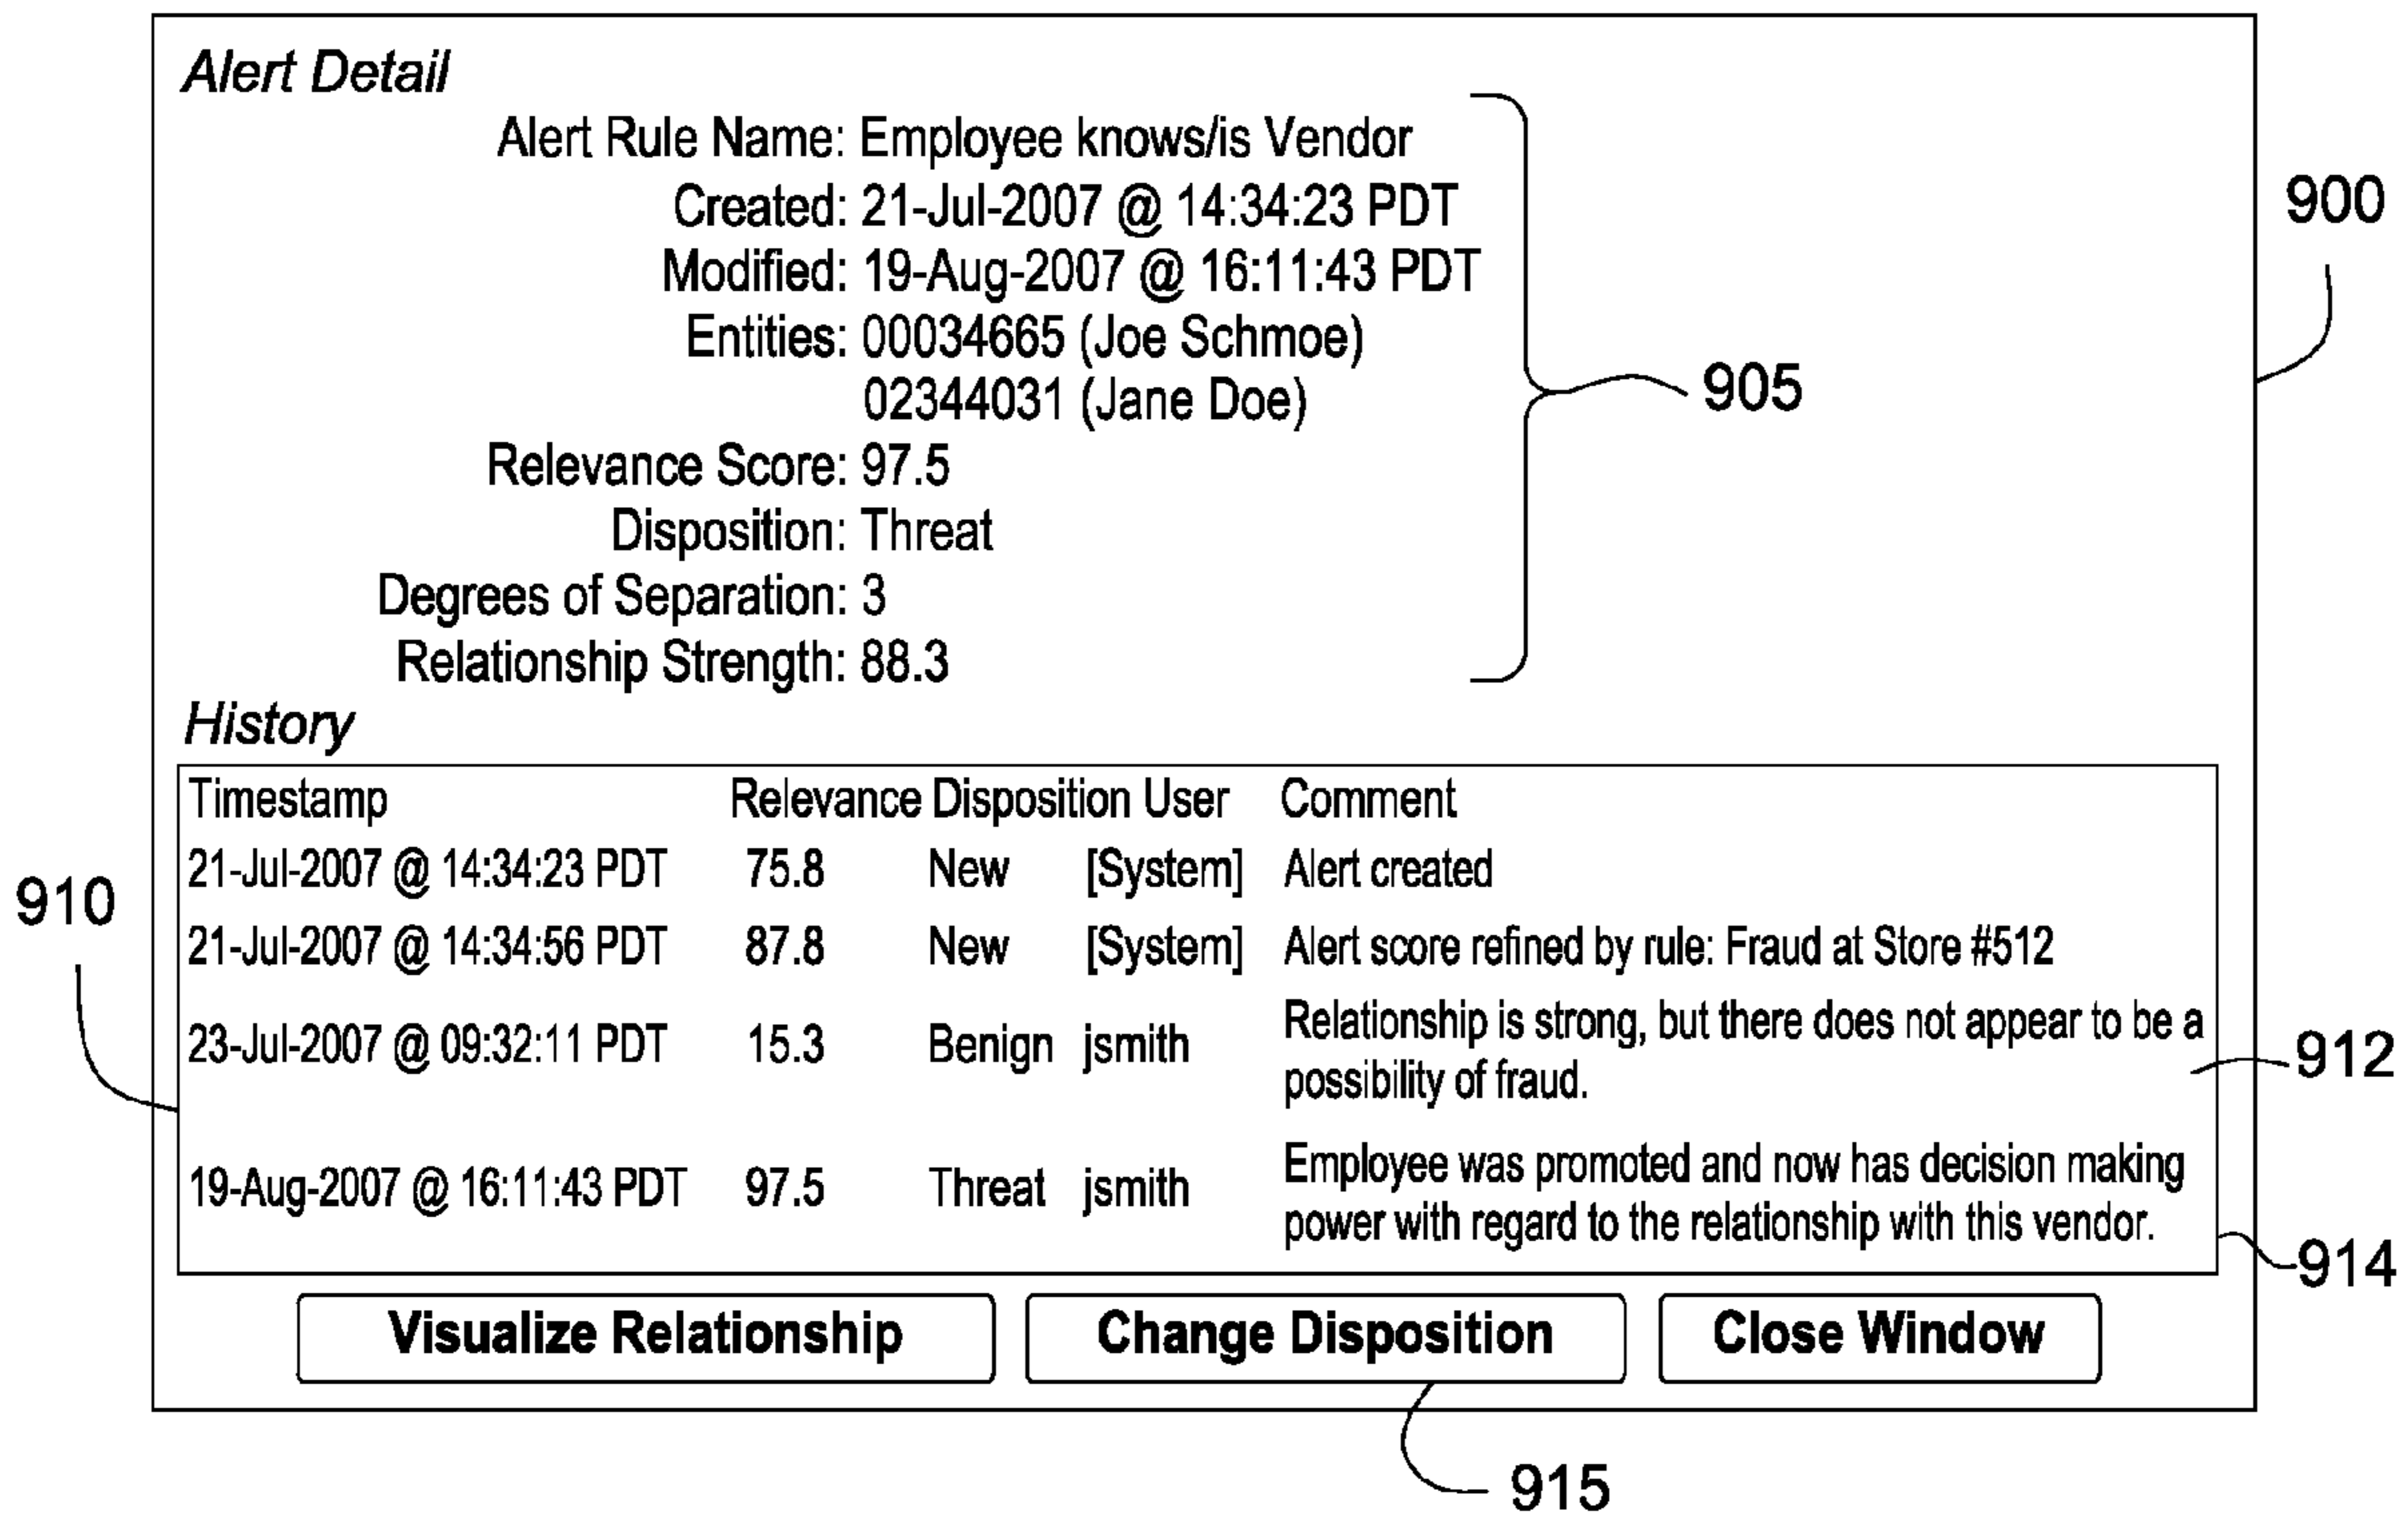 Alert Detail
Alert Rule Name: Employee knows/is Vendor
Created: 21-Jul-2007 @ 14:34:23 PDT
900
Modified: 19-Aug-2007 @ 16:11:43 PDT
Entities: 00034665 (Joe Schmoe)
02344031 (Jane Doe)
905
Relevance Score: 97.5
Disposition: Threat
Degrees of Separation: 3
Relationship Strength: 88.3
History
Timestamp Relevance Disposition User Comment
21-Jul-2007 @ 14:34:23 PDT 75.8 New [System] Alert created
910
21-Jul-2007 @ 14:34:56 PDT 87.8 New [System] Alert score refined by rule: Fraud at Store #512
23-Jul-2007 @ 09:32:11 PDT 15.3 Benign jsmith Relationship is strong, but there does not appear to be a
possibility of fraud.
912
19-Aug-2007 @ 16:11:43 PDT 97.5 Threat jsmith Employee was promoted and now has decision making
power with regard to the relationship with this vendor.
914
Visualize Relationship Change Disposition Close Window
915